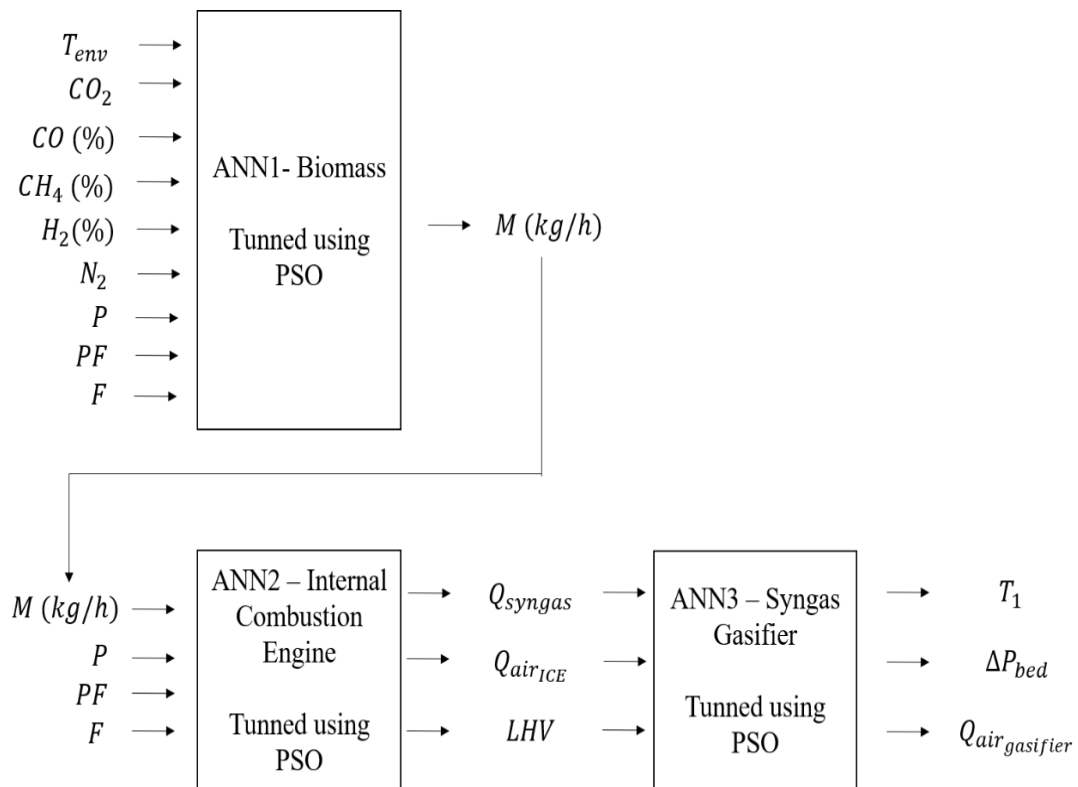 T_env
CO_2
CO (%)
CH_4 (%)
H_2(%)
N_2
P
PF
F
ANN1- Biomass
Tunned using
PSO
M (kg/h)
M (kg/h)
P
PF
F
ANN2 – Internal
Combustion
Engine
Tunned using
PSO
Q_syngas
Q_air_ICE
LHV
ANN3 – Syngas
Gasifier
Tunned using
PSO
T_1
ΔP_bed
Q_air_gasifier